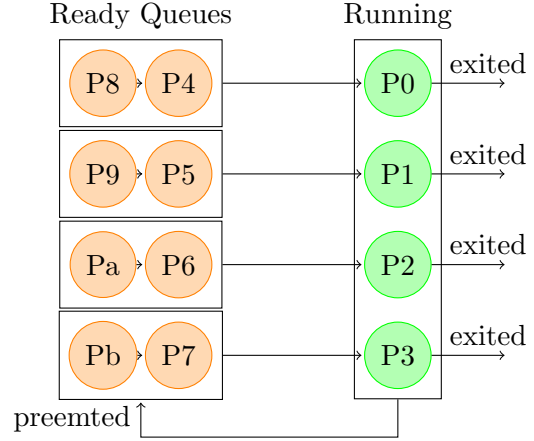 Ready Queues Running
P8 P4 P0 exited
P9 P5 P1 exited
Pa P6 P2 exited
Pb P7 P3 exited
preemted